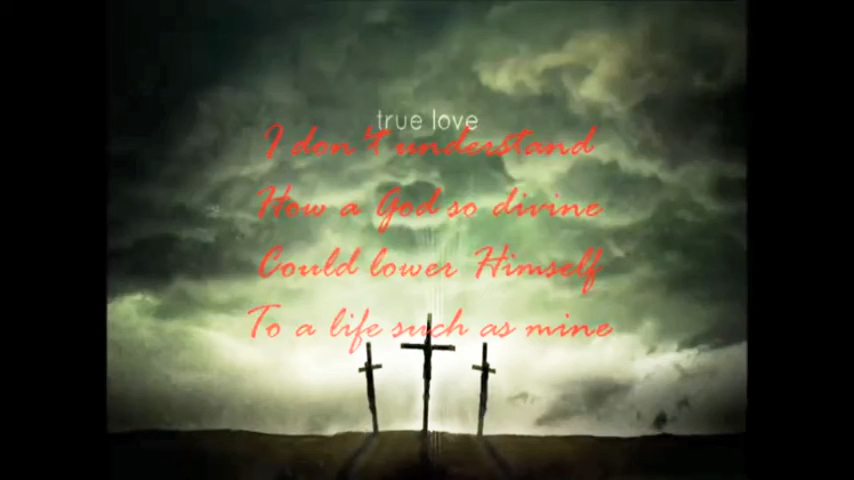 true love
I don't understand
How a God so divine
Could lower Himself
To a life such as mine